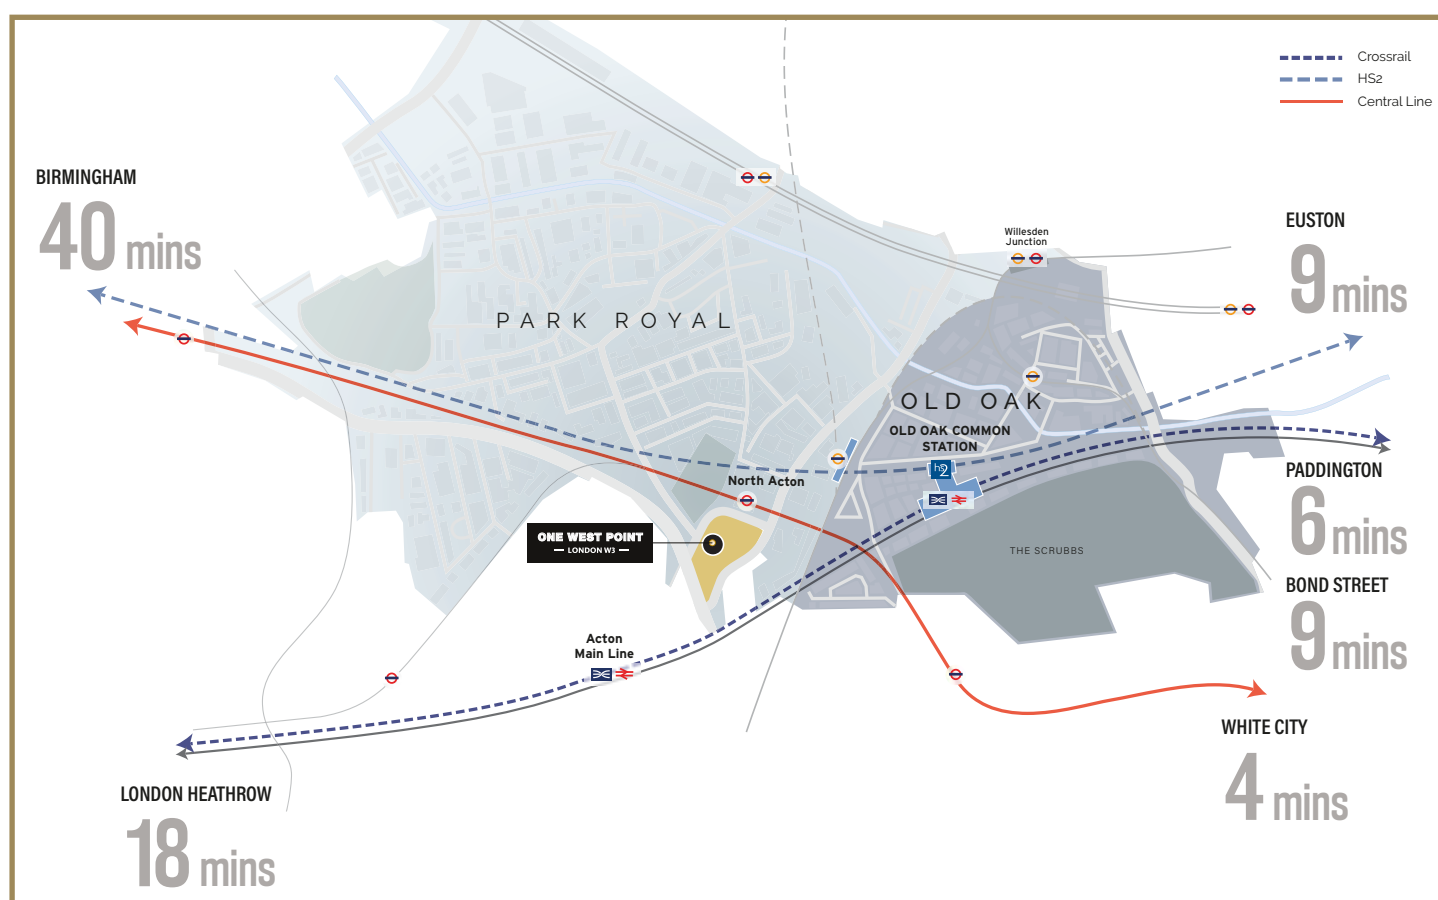 Crossrail
HS2
Central Line
BIRMINGHAM
40 mins
EUSTON
9 mins
Willesden
Junction
PARK ROYAL
OLD OAK
OLD OAK COMMON
STATION
hs2
North Acton
PADDINGTON
6 mins
ONE WEST POINT
LONDON W3
THE SCRUBBS
BOND STREET
9 mins
Acton
Main Line
WHITE CITY
4 mins
LONDON HEATHROW
18 mins